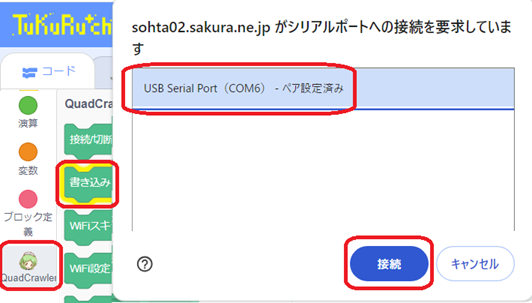 TuKuRutch
コード
演算
変数
ブロック定
義
QuadCrawler
QuadCra
接続/切断
書き込み
WiFiスキ
WiFi設定
sohta02.sakura.ne.jp がシリアルポートへの接続を要求していま
す
USB Serial Port（COM6） - ペア設定済み
接続
キャンセル